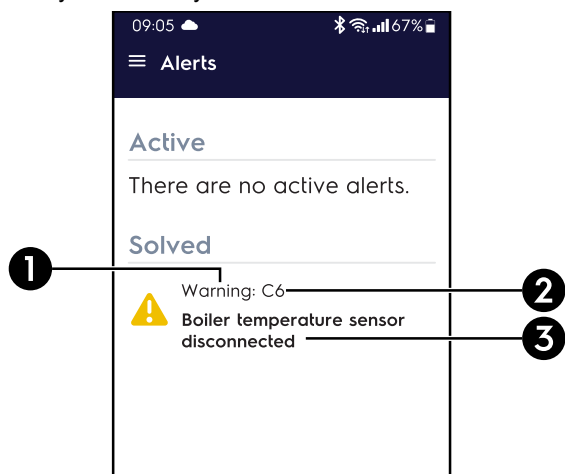 09:05 67%
Alerts
Active
There are no active alerts.
Solved
1
Warning: C6
2
Boiler temperature sensor
disconnected
3